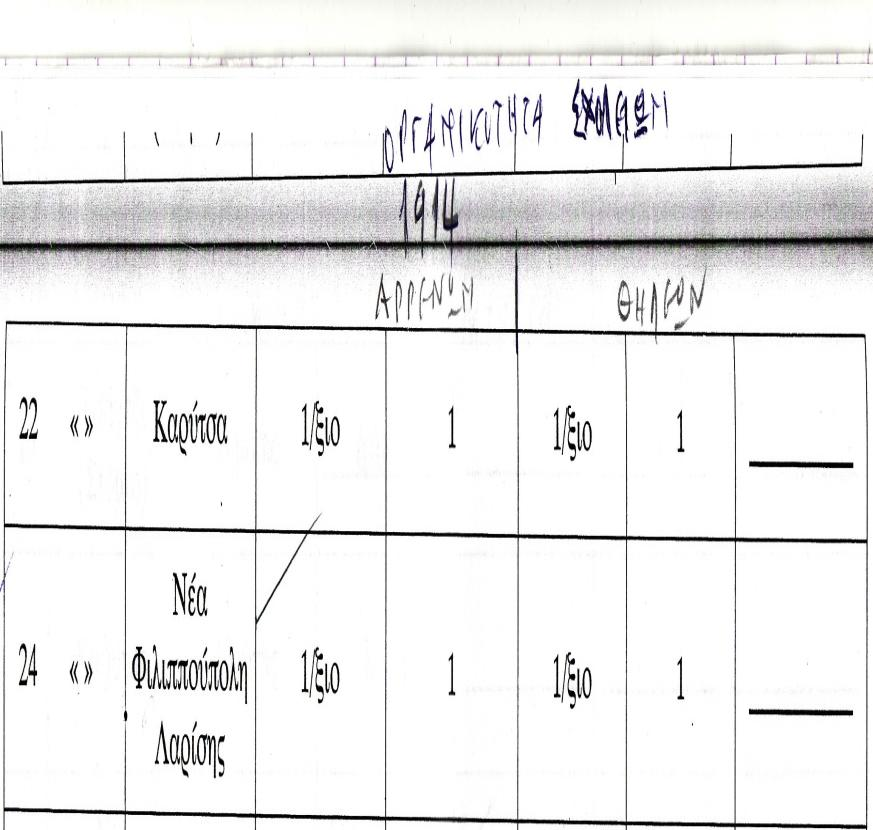 ΟΡΓΑΝΙΚΟΤΗΤΑ ΣΧΟΛΕΙΩΝ
1914
ΑΡΡΕΝΩΝ ΘΗΛΕΩΝ
22 « » Καρύτσα 1/ξιο 1 1/ξιο 1
Νέα
24 « » Φιλιππούπολη 1/ξιο 1 1/ξιο 1
Λαρίσης